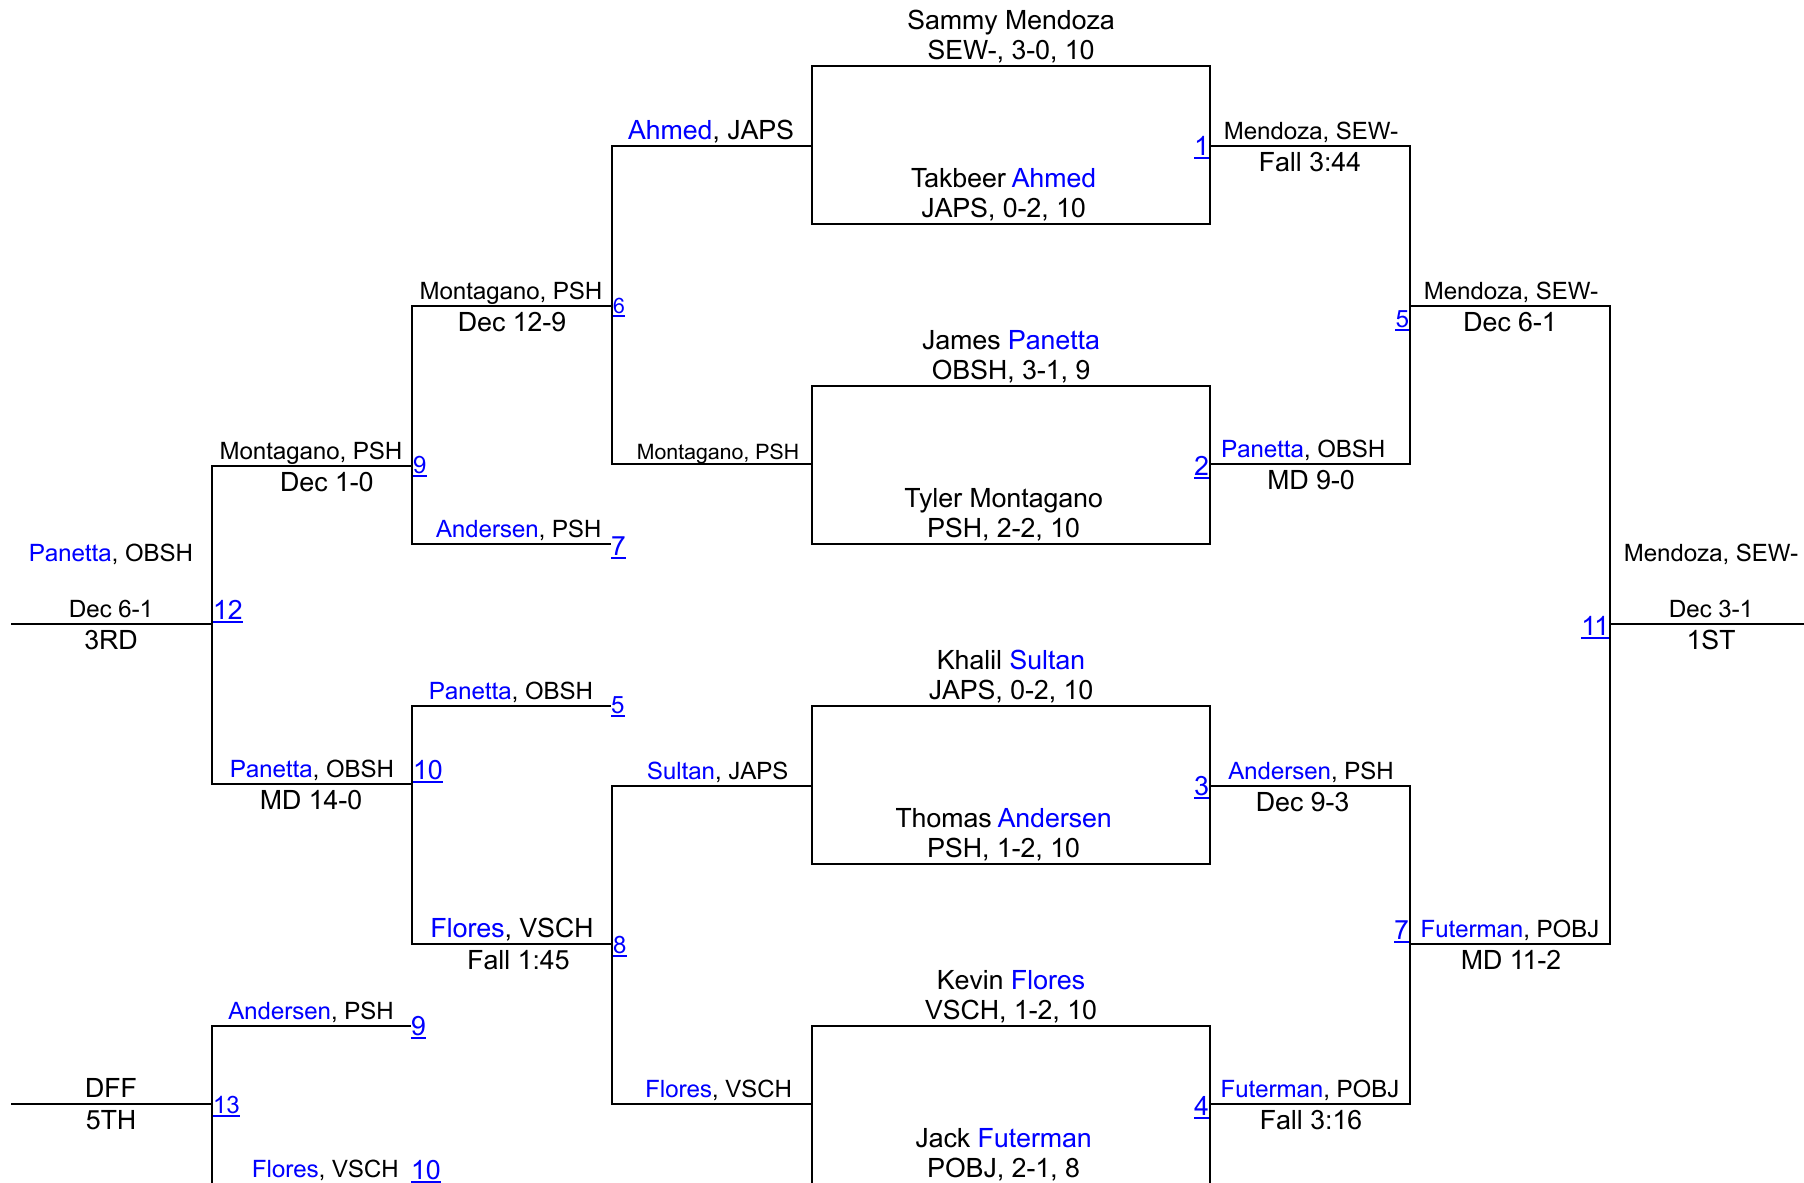 Sammy Mendoza
SEW-, 3-0, 10
Ahmed, JAPS
1
Mendoza, SEW-
Fall 3:44
Takbeer Ahmed
JAPS, 0-2, 10
Montagano, PSH
Dec 12-9
6
Mendoza, SEW-
5
Dec 6-1
James Panetta
OBSH, 3-1, 9
Montagano, PSH
Dec 1-0
9
Montagano, PSH
2
Panetta, OBSH
MD 9-0
Tyler Montagano
PSH, 2-2, 10
Andersen, PSH
7
Panetta, OBSH
Dec 6-1
3RD
12
Mendoza, SEW-
11
Dec 3-1
1ST
Khalil Sultan
JAPS, 0-2, 10
Panetta, OBSH
5
Panetta, OBSH
MD 14-0
10
Sultan, JAPS
3
Andersen, PSH
Dec 9-3
Thomas Andersen
PSH, 1-2, 10
Flores, VSCH
Fall 1:45
8
7
Futerman, POBJ
MD 11-2
Kevin Flores
VSCH, 1-2, 10
Andersen, PSH
9
DFF
5TH
13
Flores, VSCH
4
Futerman, POBJ
Fall 3:16
Jack Futerman
POBJ, 2-1, 8
Flores, VSCH
10